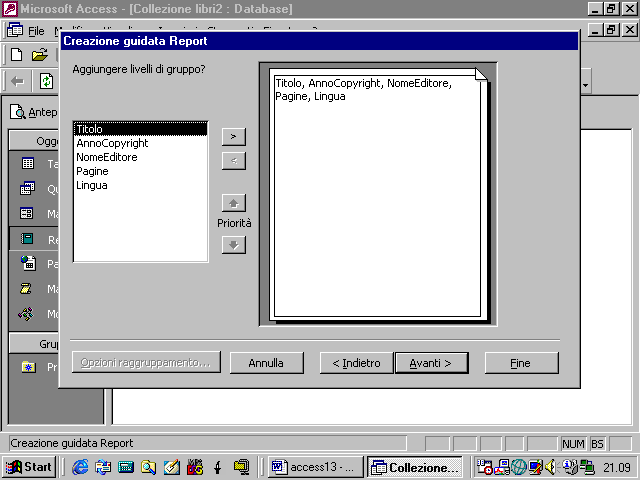 Microsoft Access - [Collezione libri2 : Database]
File
Creazione guidata Report
Aggiungere livelli di gruppo?
Titolo, AnnoCopyright, NomeEditore,
Pagine, Lingua
Antep
Titolo
AnnoCopyright
NomeEditore
Pagine
Lingua
>
<
Priorità
Ogg
Ta
Qu
Ma
Re
Pa
Ma
Mo
Gru
Pr
Opzioni raggruppamento...
Annulla
< Indietro
Avanti >
Fine
Creazione guidata Report
NUM
BS
Start
access13 - ...
Collezione...
21.09